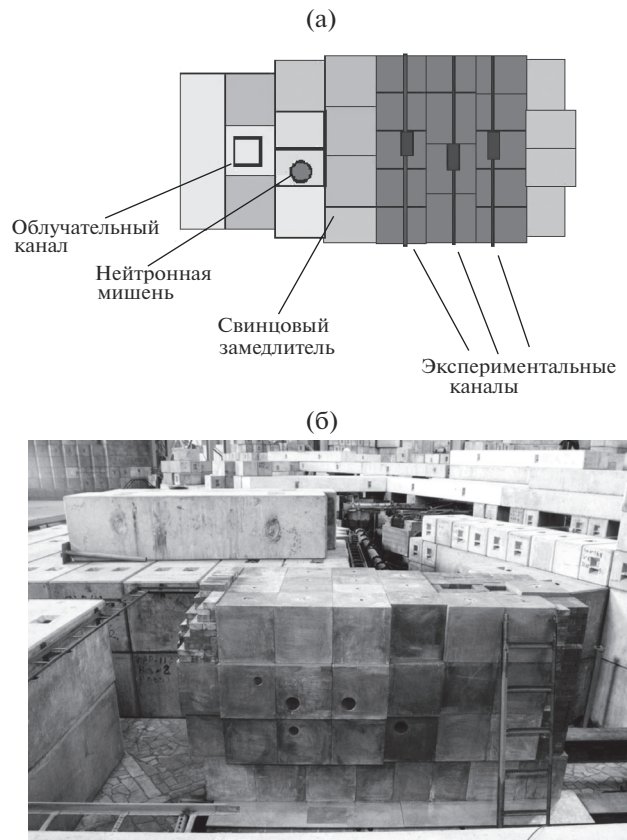 (а)
Облучательный
канал
Нейтронная
мишень
Свинцовый
замедлитель
Экспериментальные
каналы
(б)